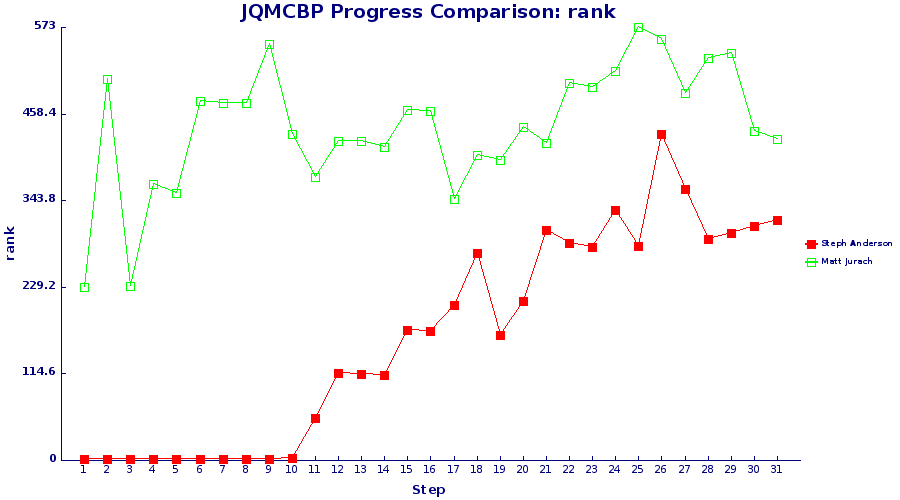 JQMCBP Progress Comparison: rank
573
458.4
343.8
229.2
114.6
0
rank
1 2 3 4 5 6 7 8 9 10 11 12 13 14 15 16 17 18 19 20 21 22 23 24 25 26 27 28 29 30 31
Step
Steph Anderson
Matt Jurach